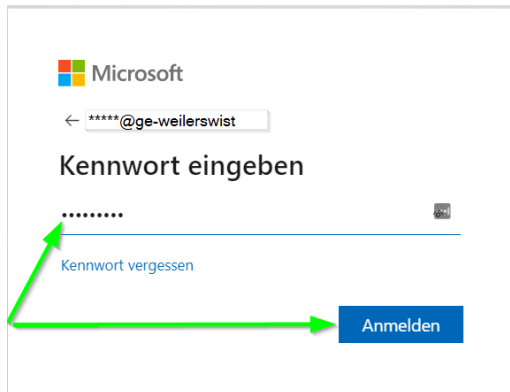 Microsoft
*****@ge-weilerswist
Kennwort eingeben
•••••••••
Kennwort vergessen
Anmelden